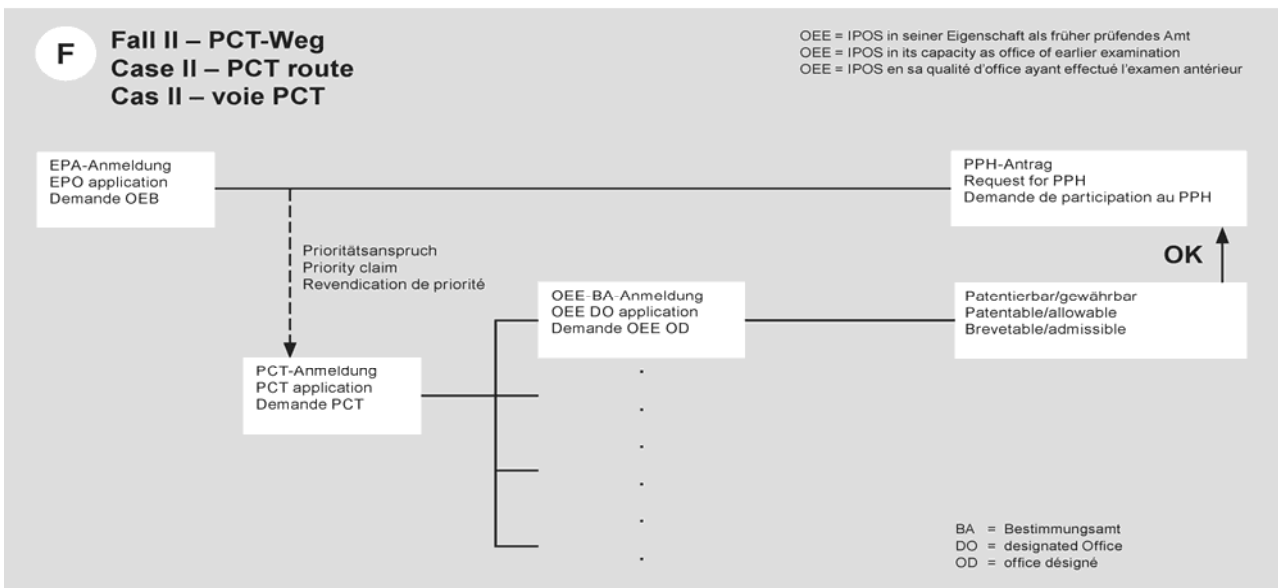 F
Fall II – PCT-Weg
Case II – PCT route
Cas II – voie PCT
OEE = IPOS in seiner Eigenschaft als früher prüfendes Amt
OEE = IPOS in its capacity as office of earlier examination
OEE = IPOS en sa qualité d'office ayant effectué l'examen antérieur
EPA-Anmeldung
EPO application
Demande OEB
PPH-Antrag
Request for PPH
Demande de participation au PPH
Prioritätsanspruch
Priority claim
Revendication de priorité
OK
OEE-BA-Anmeldung
OEE DO application
Demande OEE OD
Patentierbar/gewährbar
Patentable/allowable
Brevetable/admissible
PCT-Anmeldung
PCT application
Demande PCT
BA = Bestimmungsamt
DO = designated Office
OD = office désigné